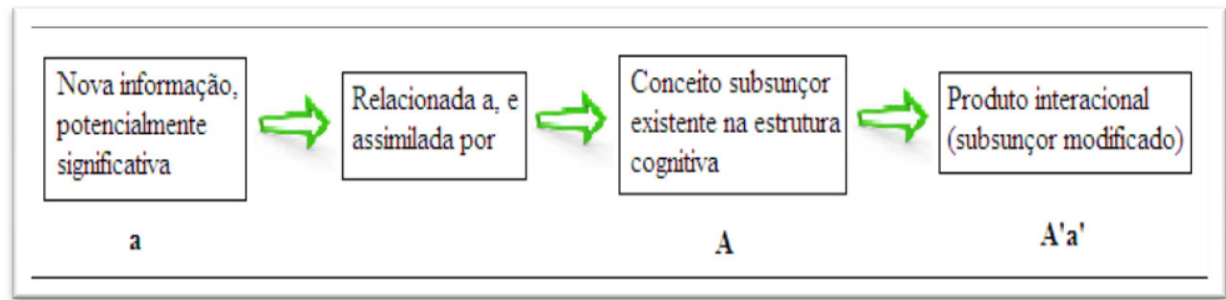 Nova informação,
potencialmente
significativa
Relacionada a, e
assimilada por
Conceito subsunçor
existente na estrutura
cognitiva
Produto interacional
(subsunçor modificado)
a
A
A'a'